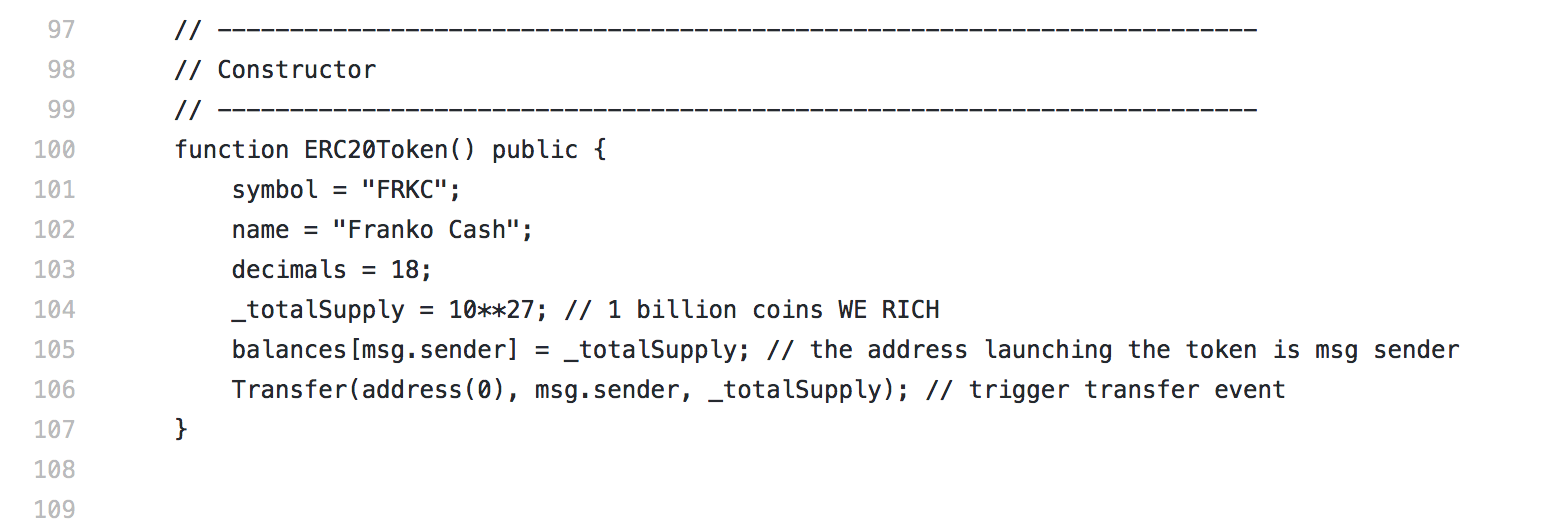 97 // ------------------------------------------------------------------------
98 // Constructor
99 // ------------------------------------------------------------------------
100 function ERC20Token() public {
101 symbol = "FRKC";
102 name = "Franko Cash";
103 decimals = 18;
104 _totalSupply = 10**27; // 1 billion coins WE RICH
105 balances[msg.sender] = _totalSupply; // the address launching the token is msg sender
106 Transfer(address(0), msg.sender, _totalSupply); // trigger transfer event
107 }
108
109